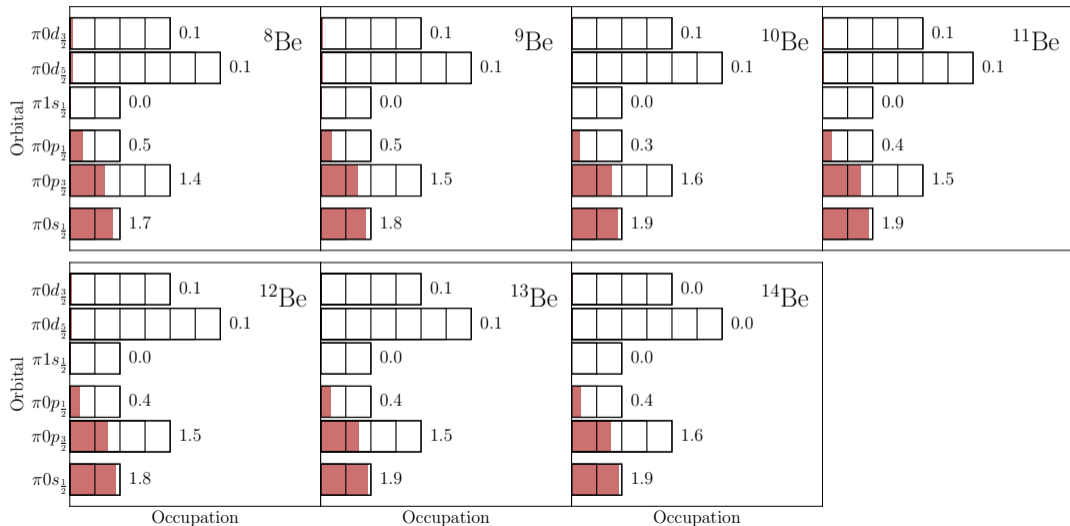 π0d3/2 0.1 ⁸Be 0.1 ⁹Be 0.1 ¹⁰Be 0.1 ¹¹Be
π0d5/2 0.1 0.1 0.1 0.1
π1s1/2 0.0 0.0 0.0 0.0
Orbital
π0p1/2 0.5 0.5 0.3 0.4
π0p3/2 1.4 1.5 1.6 1.5
π0s1/2 1.7 1.8 1.9 1.9
π0d3/2 0.1 ¹²Be 0.1 ¹³Be 0.0 ¹⁴Be
π0d5/2 0.1 0.1 0.0
π1s1/2 0.0 0.0 0.0
Orbital
π0p1/2 0.4 0.4 0.4
π0p3/2 1.5 1.5 1.6
π0s1/2 1.8 1.9 1.9
Occupation Occupation Occupation